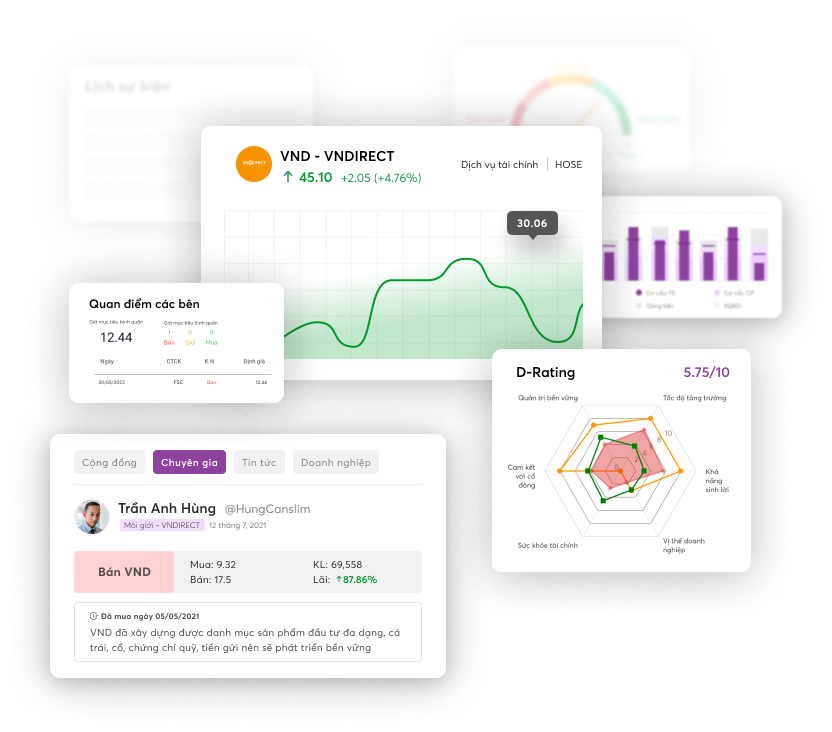 Lịch sự kiện
VNDIRECT
VND - VNDIRECT
45.10 +2.05 (+4.76%)
Dịch vụ tài chính
HOSE
30.06
Cơ cấu TS
Cơ cấu CP
Dòng tiền
KQKD
Quan điểm các bên
Giá mục tiêu bình quân
12.44
Giá mục tiêu bình quân
1 0 0
Bán Giữ Mua
Ngày CTCK K.N Định giá
30/05/2022 FSC Bán 12.44
D-Rating
5.75/10
Quản trị bền vững
Tốc độ tăng trưởng
10
8
6
4
2
0
Cam kết
với cổ
đông
Khả
năng
sinh lời
Sức khỏe tài chính
Vị thế doanh
nghiệp
Cộng đồng
Chuyên gia
Tin tức
Doanh nghiệp
Trần Anh Hùng @HungCanslim
Môi giới - VNDIRECT 12 tháng 7, 2021
Bán VND
Mua: 9.32
KL: 69,558
Bán: 17.5
Lãi: 87.86%
Đã mua ngày 05/05/2021
VND đã xây dựng được danh mục sản phẩm đầu tư đa dạng, cả
trái, cổ, chứng chỉ quỹ, tiền gửi nên sẽ phát triển bền vững